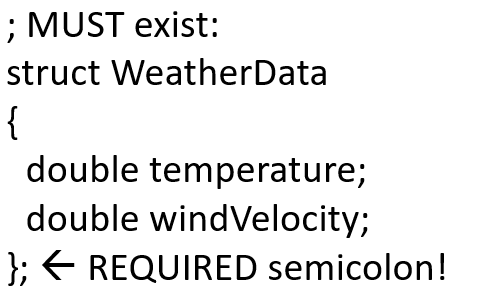 ; MUST exist:
struct WeatherData
{
double temperature;
double windVelocity;
}; ← REQUIRED semicolon!